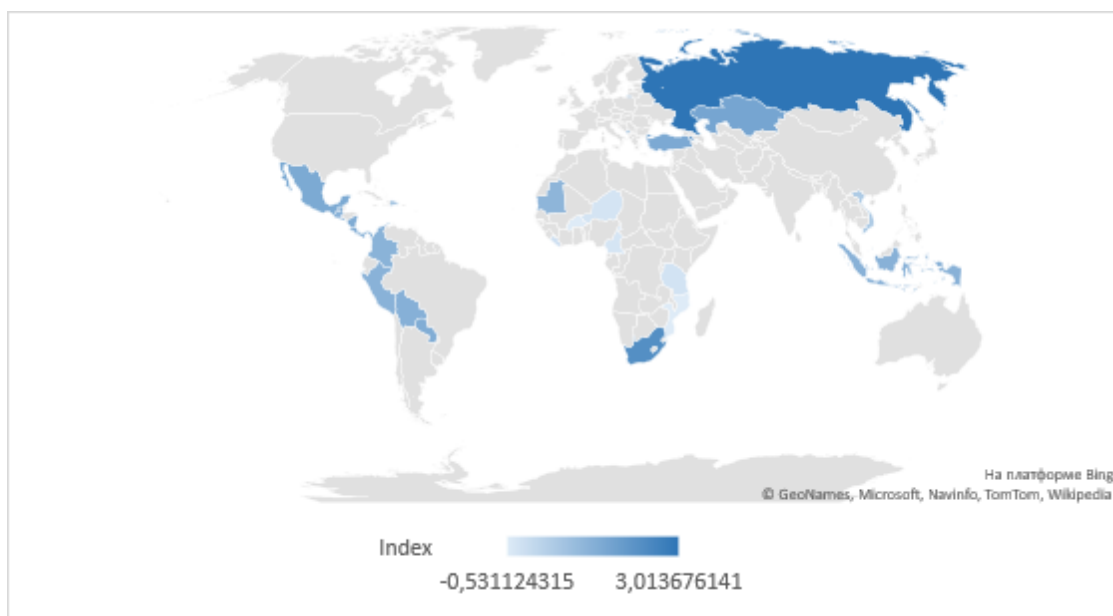 На платформе Bing
© GeoNames, Microsoft, Navinfo, TomTom, Wikipedia
Index
-0,531124315 3,013676141